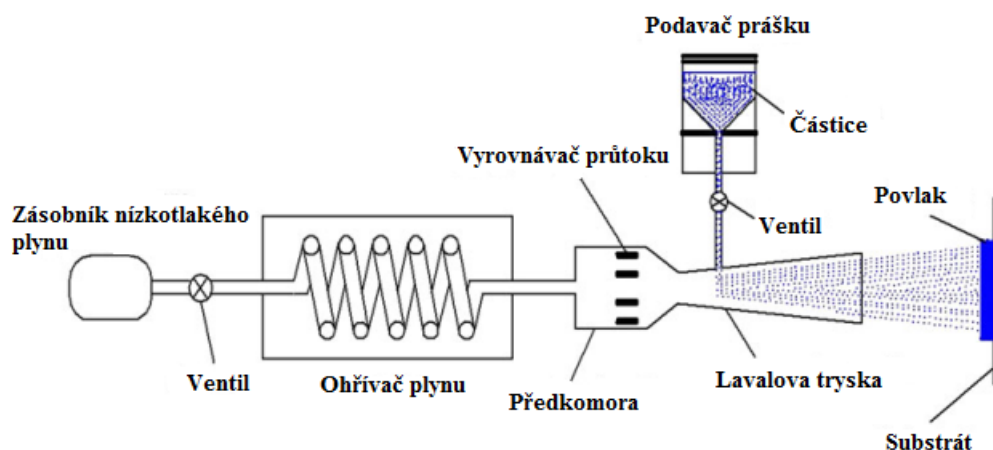 Podavač prášku
Částice
Vyrovnávač průtoku
Zásobník nízkotlakého
plynu
Povlak
Ventil
Ventil
Ohřívač plynu
Předkomora
Lavalova tryska
Substrát